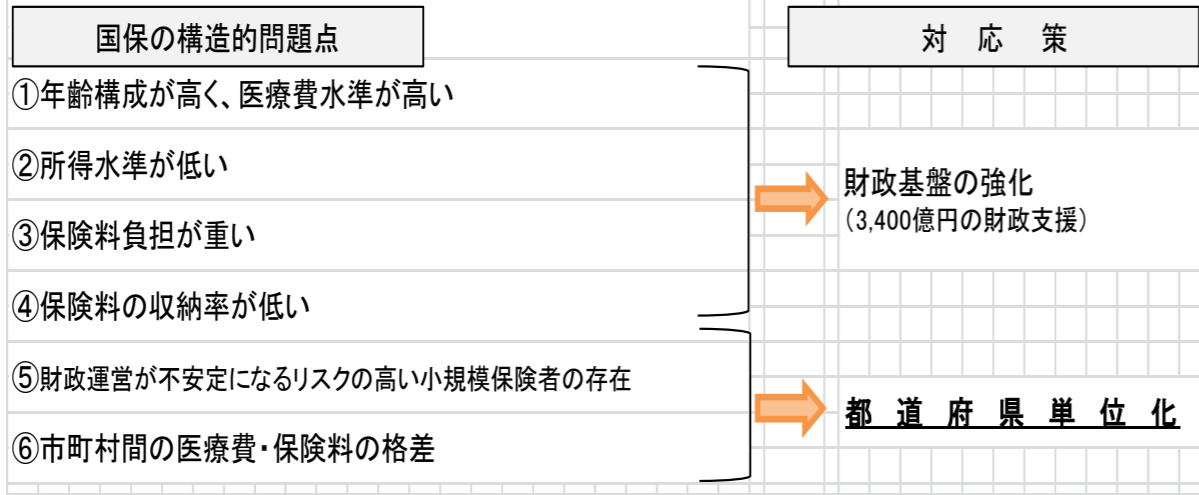 国保の構造的問題点
対　応　策
①年齢構成が高く、医療費水準が高い
②所得水準が低い
③保険料負担が重い
④保険料の収納率が低い
財政基盤の強化
(3,400億円の財政支援)
⑤財政運営が不安定になるリスクの高い小規模保険者の存在
⑥市町村間の医療費・保険料の格差
都　道　府　県　単　位　化